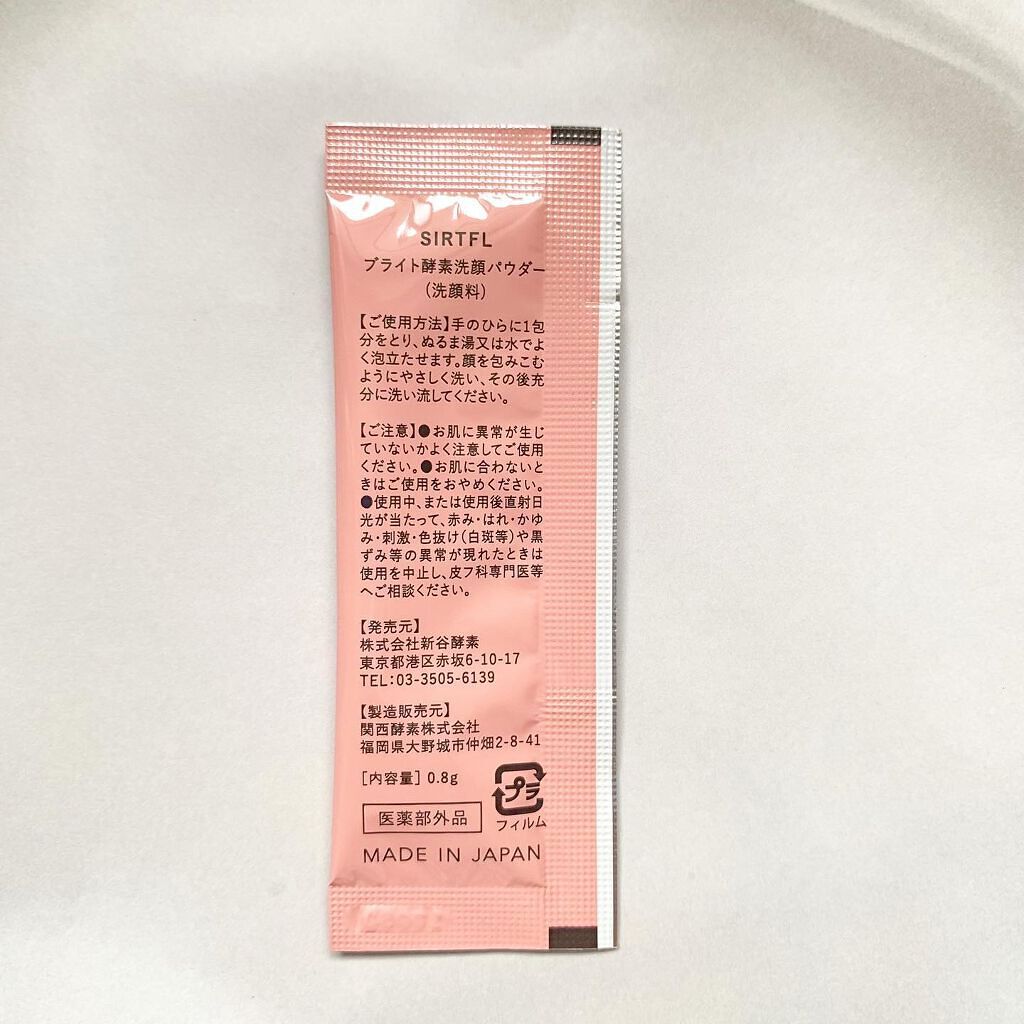 SIRTFL
ブライト酵素洗顔パウダー
(洗顔料)
【ご使用方法】手のひらに1包
分をとり、ぬるま湯又は水でよ
く泡立たせます。顔を包みこむ
ようにやさしく洗い、その後充
分に洗い流してください。
【ご注意】●お肌に異常が生じ
ていないかよく注意してご使用
ください。●お肌に合わないと
きはご使用をおやめください。
●使用中、または使用後直射日
光が当たって、赤み・はれ・かゆ
み・刺激・色抜け(白斑等)や黒
ずみ等の異常が現れたときは
使用を中止し、皮フ科専門医等
へご相談ください。
【発売元】
株式会社新谷酵素
東京都港区赤坂6-10-17
TEL:03-3505-6139
【製造販売元】
関西酵素株式会社
福岡県大野城市仲畑2-8-41
[内容量] 0.8g
プラ
フィルム
医薬部外品
MADE IN JAPAN